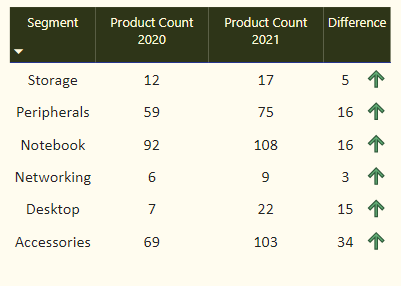 Segment Product Count 2020 Product Count 2021 Difference
Storage 12 17 5
Peripherals 59 75 16
Notebook 92 108 16
Networking 6 9 3
Desktop 7 22 15
Accessories 69 103 34